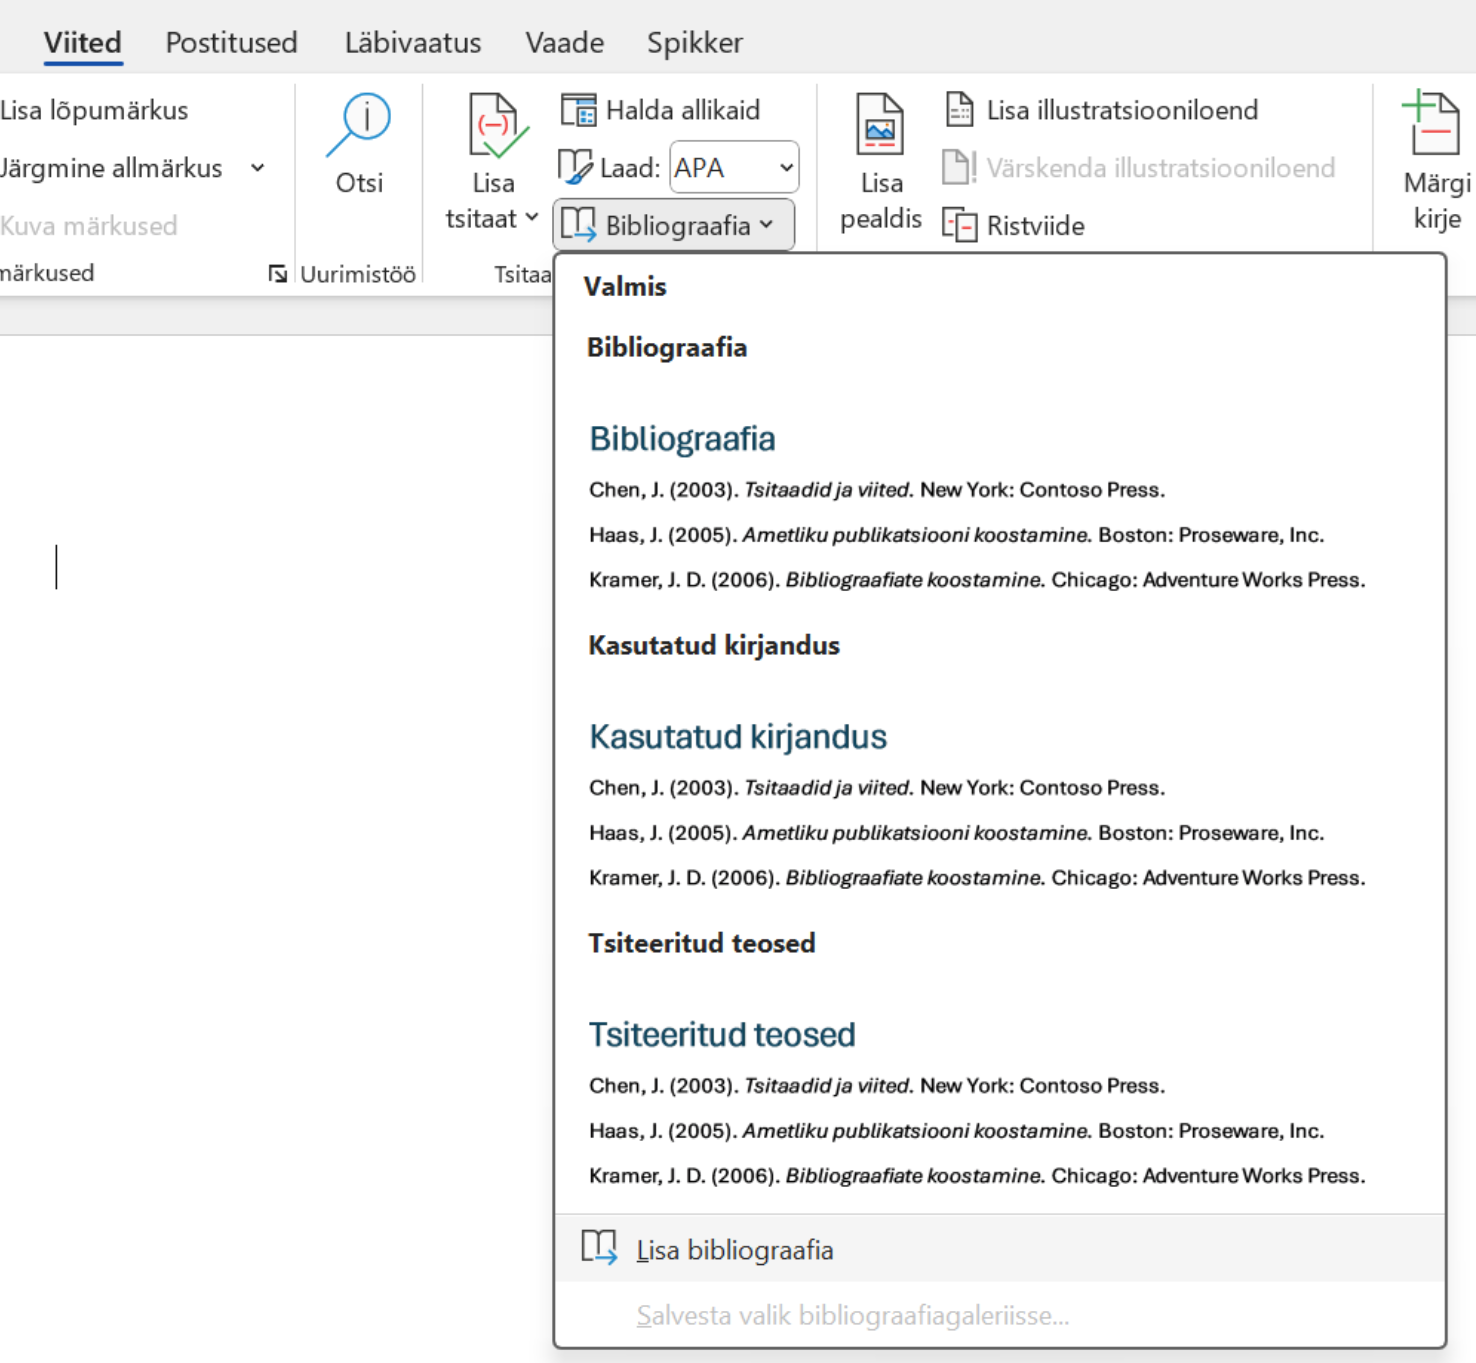 Viited Postitused Läbivaatus Vaade Spikker
Lisa lõpumärkus
Järgmine allmärkus
Kuva märkused
märkused
Otsi
Uurimistöö
Lisa
tsitaat
Halda allikaid
Laad: APA
Bibliograafia
Tsitaa
Lisa
pealdis
Lisa illustratsiooniloend
Värskenda illustratsiooniloend
Ristviide
Märgi
kirje
Valmis
Bibliograafia
Bibliograafia
Chen, J. (2003). Tsitaadid ja viited. New York: Contoso Press.
Haas, J. (2005). Ametliku publikatsiooni koostamine. Boston: Proseware, Inc.
Kramer, J. D. (2006). Bibliograafiate koostamine. Chicago: Adventure Works Press.
Kasutatud kirjandus
Kasutatud kirjandus
Chen, J. (2003). Tsitaadid ja viited. New York: Contoso Press.
Haas, J. (2005). Ametliku publikatsiooni koostamine. Boston: Proseware, Inc.
Kramer, J. D. (2006). Bibliograafiate koostamine. Chicago: Adventure Works Press.
Tsiteeritud teosed
Tsiteeritud teosed
Chen, J. (2003). Tsitaadid ja viited. New York: Contoso Press.
Haas, J. (2005). Ametliku publikatsiooni koostamine. Boston: Proseware, Inc.
Kramer, J. D. (2006). Bibliograafiate koostamine. Chicago: Adventure Works Press.
Lisa bibliograafia
Salvesta valik bibliograafiagaleriisse...